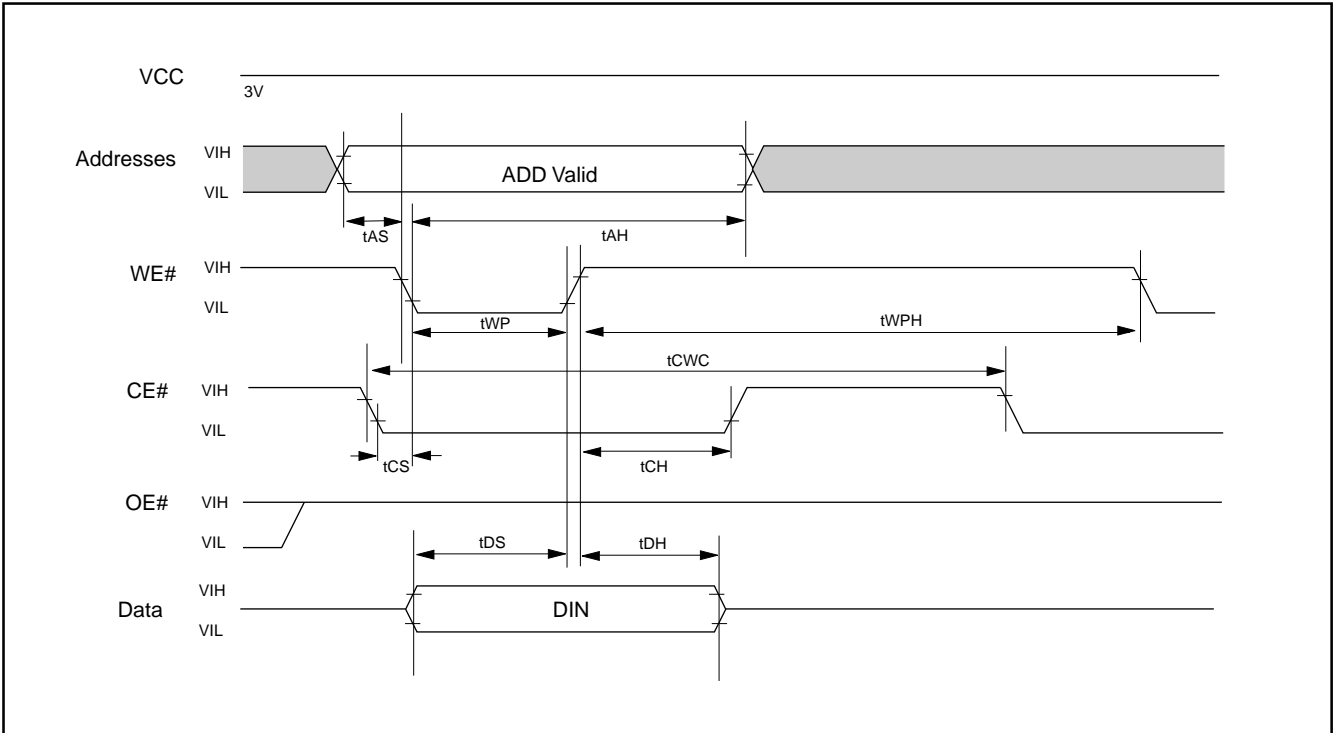 VCC
3V
Addresses
VIH
VIL
ADD Valid
tAS
tAH
WE#
VIH
VIL
tWP
tWPH
tCWC
CE#
VIH
VIL
tCS
tCH
OE#
VIH
VIL
tDS
tDH
Data
VIH
VIL
DIN